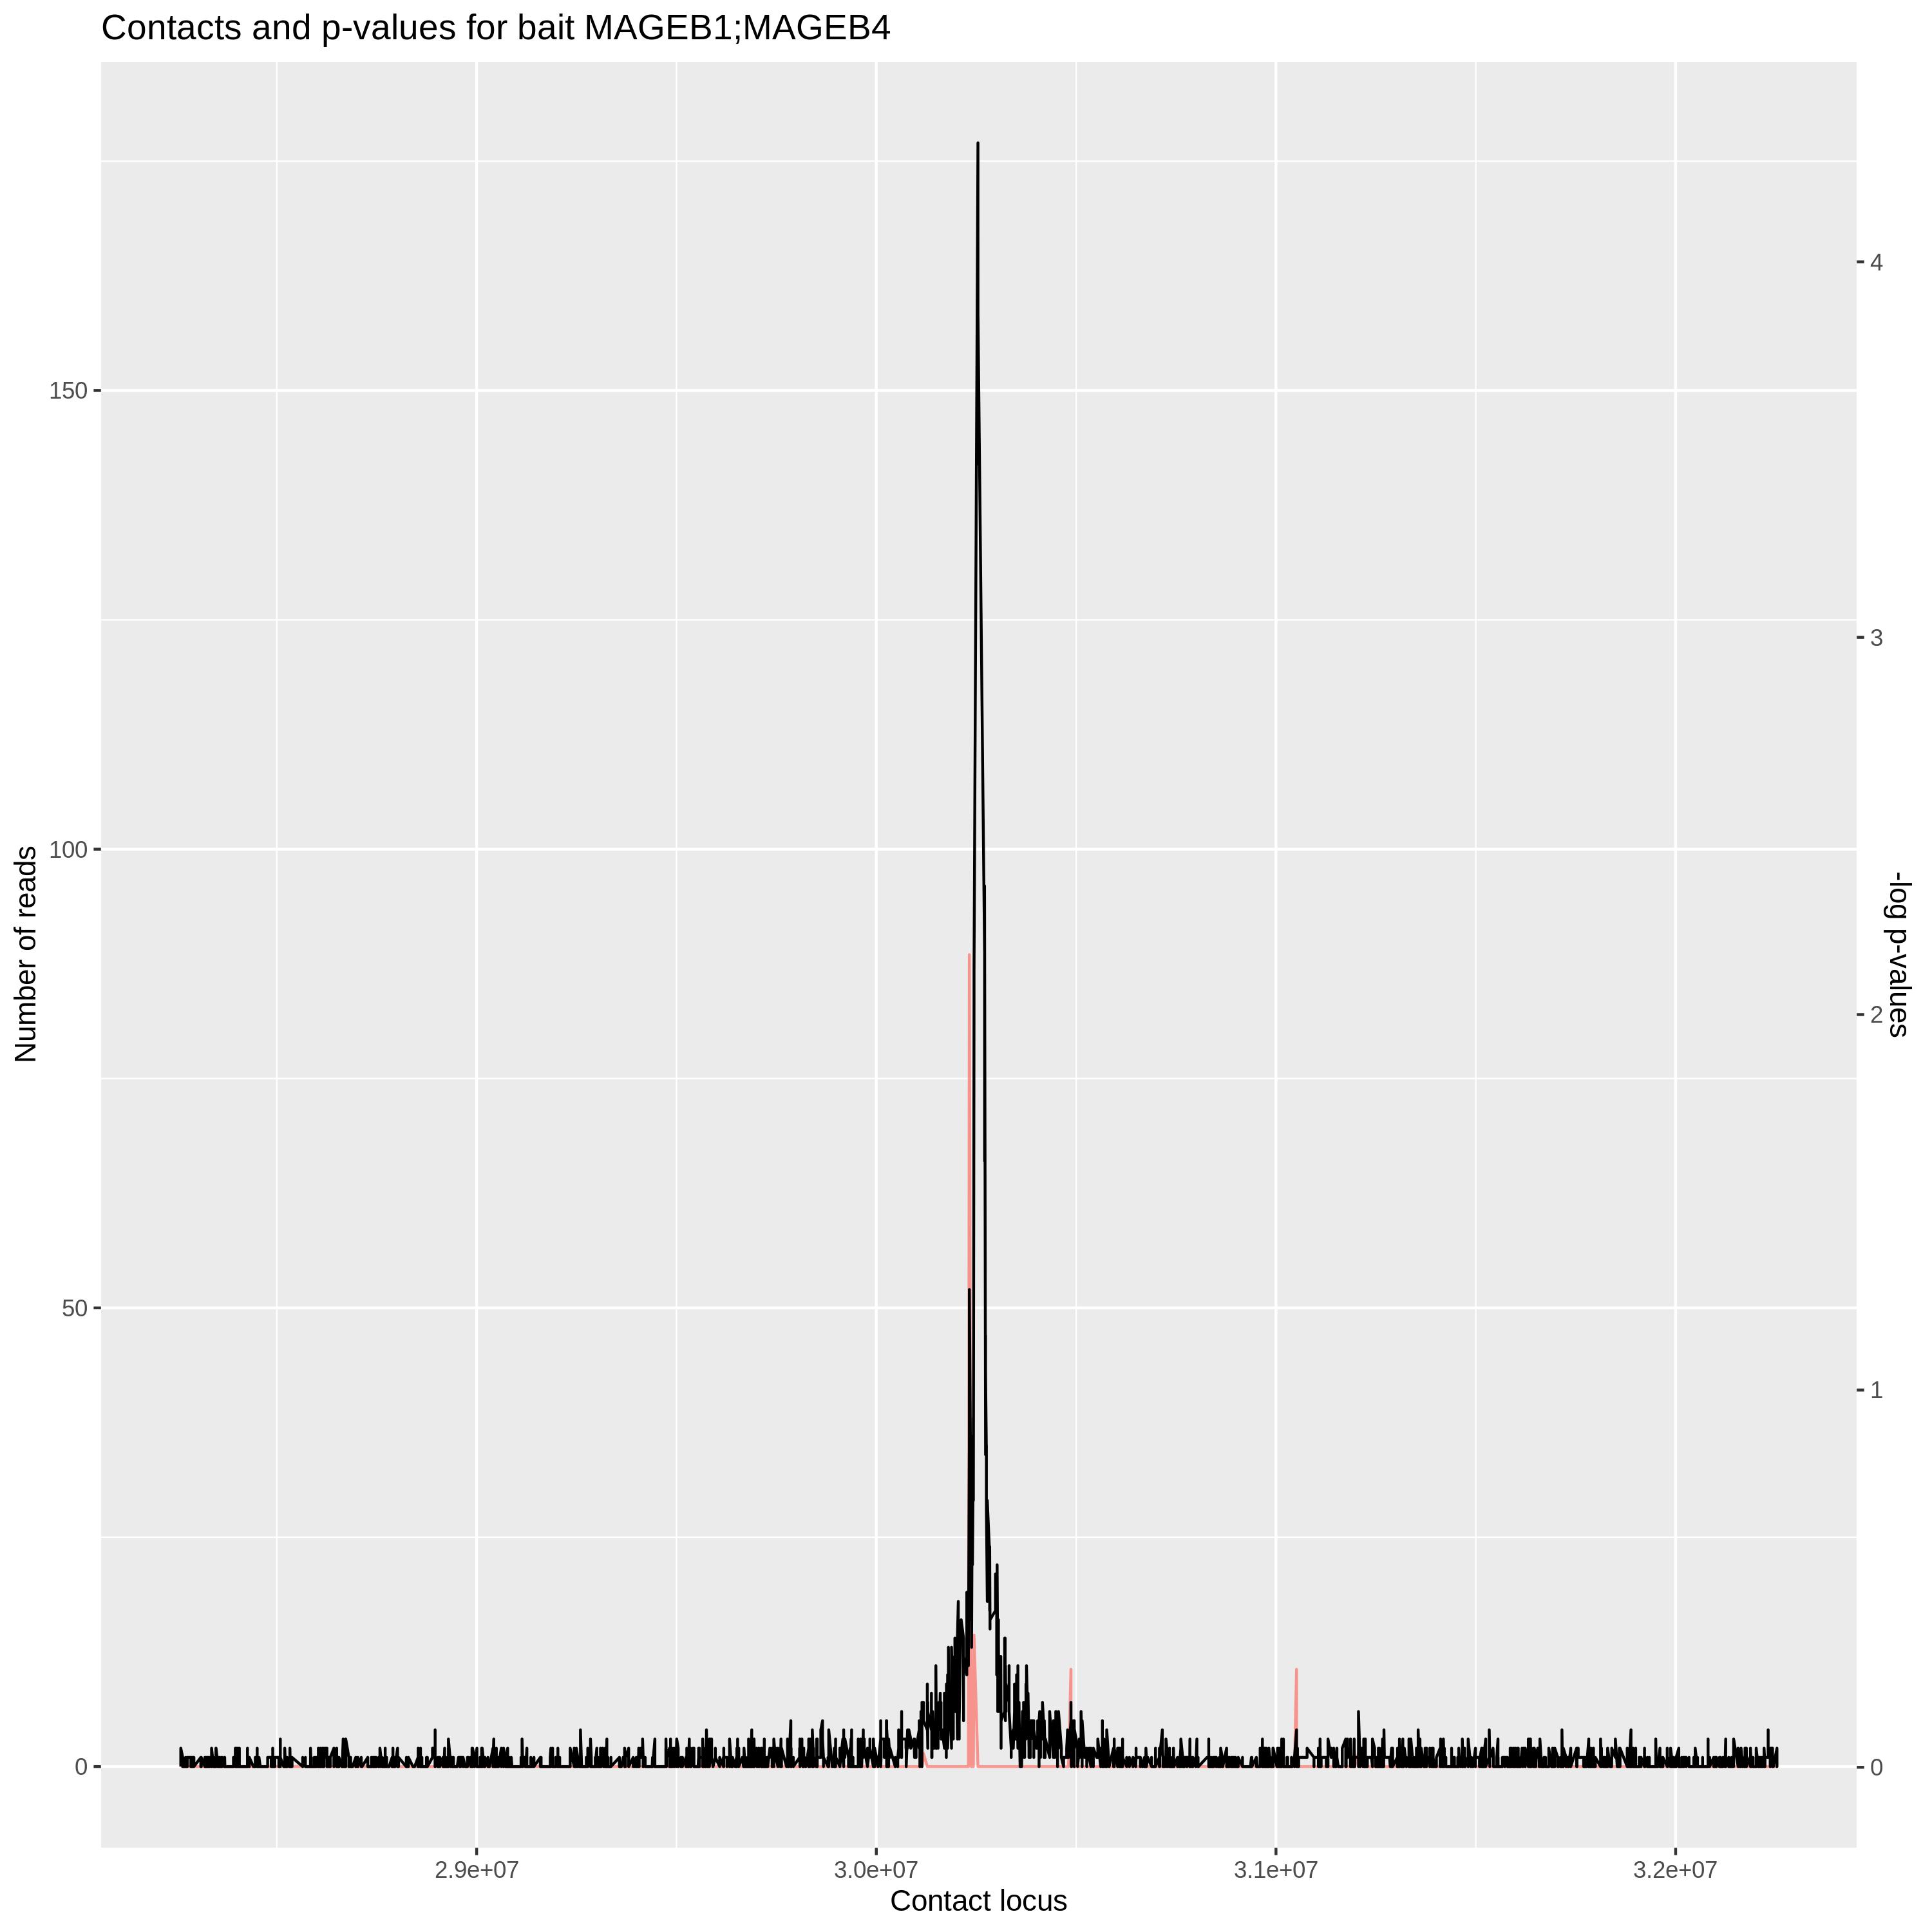 Contacts and p-values for bait MAGEB1;MAGEB4
Number of reads
150
100
50
0
4
3
2
1
0
-log p-values
2.9e+07
3.0e+07
3.1e+07
3.2e+07
Contact locus